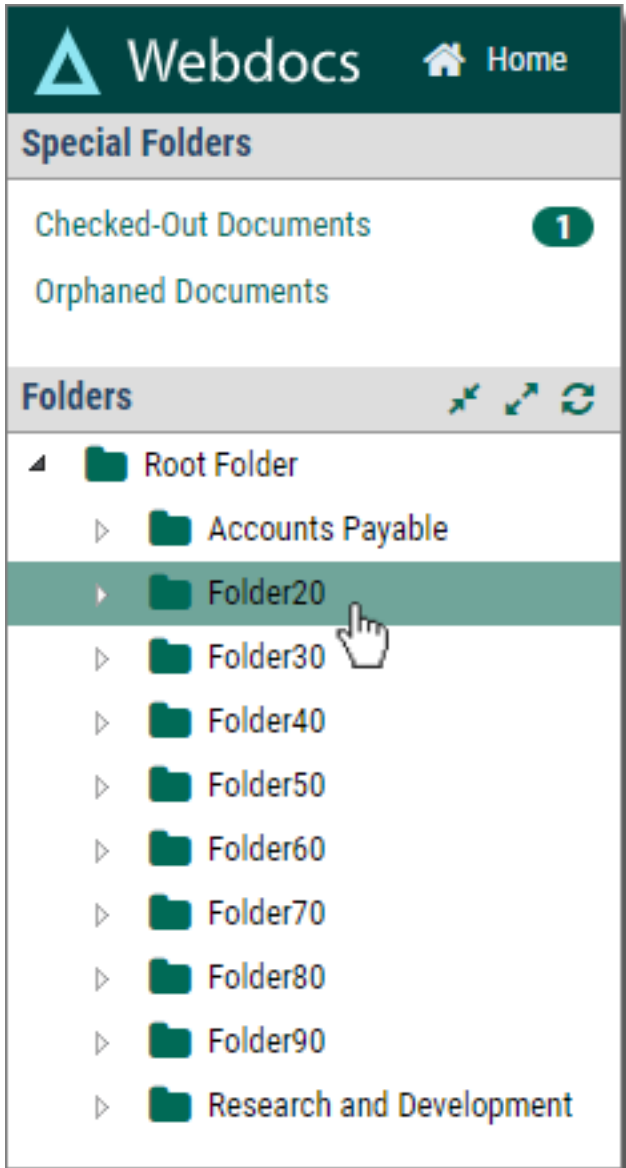 Webdocs Home
Special Folders
Checked-Out Documents 1
Orphaned Documents
Folders
Root Folder
Accounts Payable
Folder20
Folder30
Folder40
Folder50
Folder60
Folder70
Folder80
Folder90
Research and Development